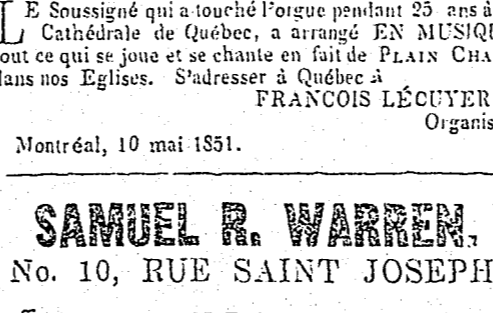 LE Soussigné qui a touché l'orgue pendant 25 ans à
Cathédrale de Québec, a arrangé EN MUSIQU
out ce qui se joue et se chante en fait de PLAIN CHA
dans nos Eglises. S'adresser à Québec à
FRANCOIS LÉCUYER
Organis
Montréal, 10 mai 1851.
SAMUEL R. WARREN,
No. 10, RUE SAINT JOSEPH